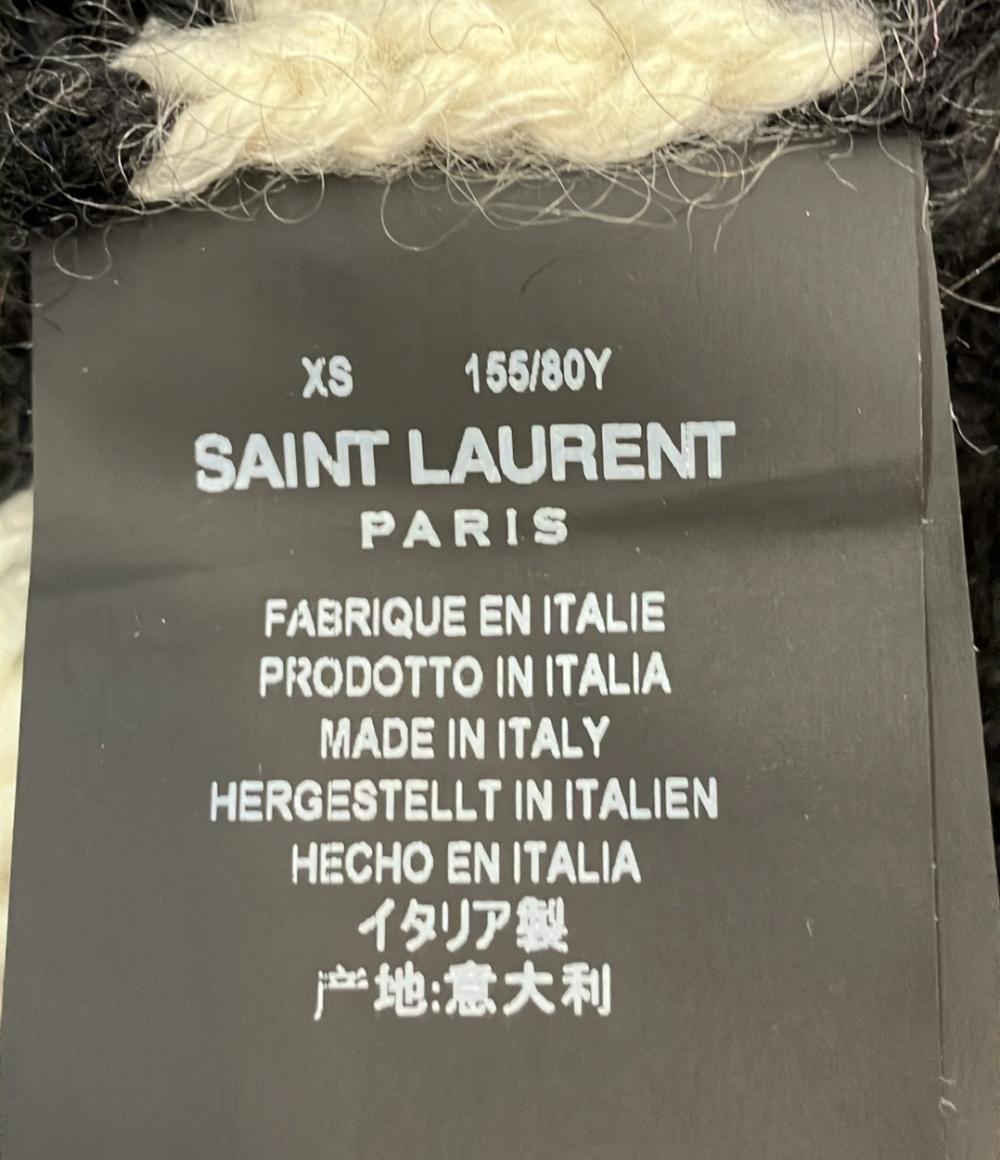 XS 155/80Y
SAINT LAURENT
PARIS
FABRIQUE EN ITALIE
PRODOTTO IN ITALIA
MADE IN ITALY
HERGESTELLT IN ITALIEN
HECHO EN ITALIA
イタリア製
产地:意大利